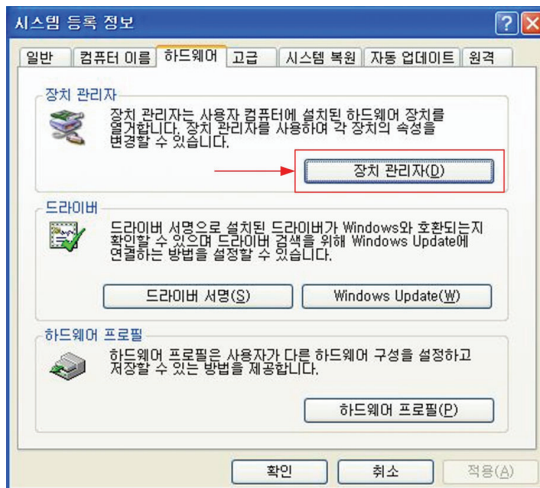 시스템 등록 정보
일반 컴퓨터 이름 하드웨어 고급 시스템 복원 자동 업데이트 원격
장치 관리자
장치 관리자는 사용자 컴퓨터에 설치된 하드웨어 장치를
열거합니다. 장치 관리자를 사용하여 각 장치의 속성을
변경할 수 있습니다.
장치 관리자(D)
드라이버
드라이버 서명으로 설치된 드라이버가 Windows와 호환되는지
확인할 수 있으며 드라이버 검색을 위해 Windows Update에
연결하는 방법을 설정할 수 있습니다.
드라이버 서명(S) Windows Update(W)
하드웨어 프로필
하드웨어 프로필은 사용자가 다른 하드웨어 구성을 설정하고
저장할 수 있는 방법을 제공합니다.
하드웨어 프로필(P)
확인 취소 적용(A)